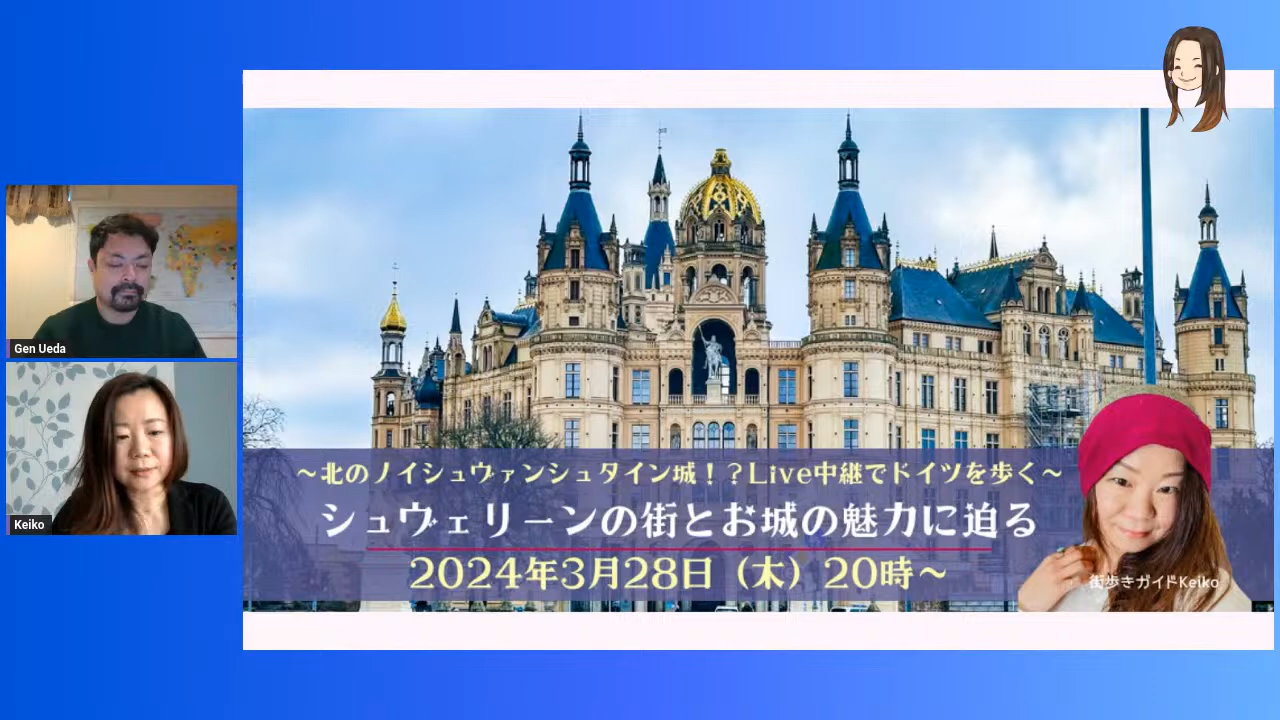 Gen Ueda
Keiko
～北のノイシュヴァンシュタイン城！？Live中継でドイツを歩く～
シュヴェリーンの街とお城の魅力に迫る
2024年3月28日（木）20時～
街歩きガイドKeiko